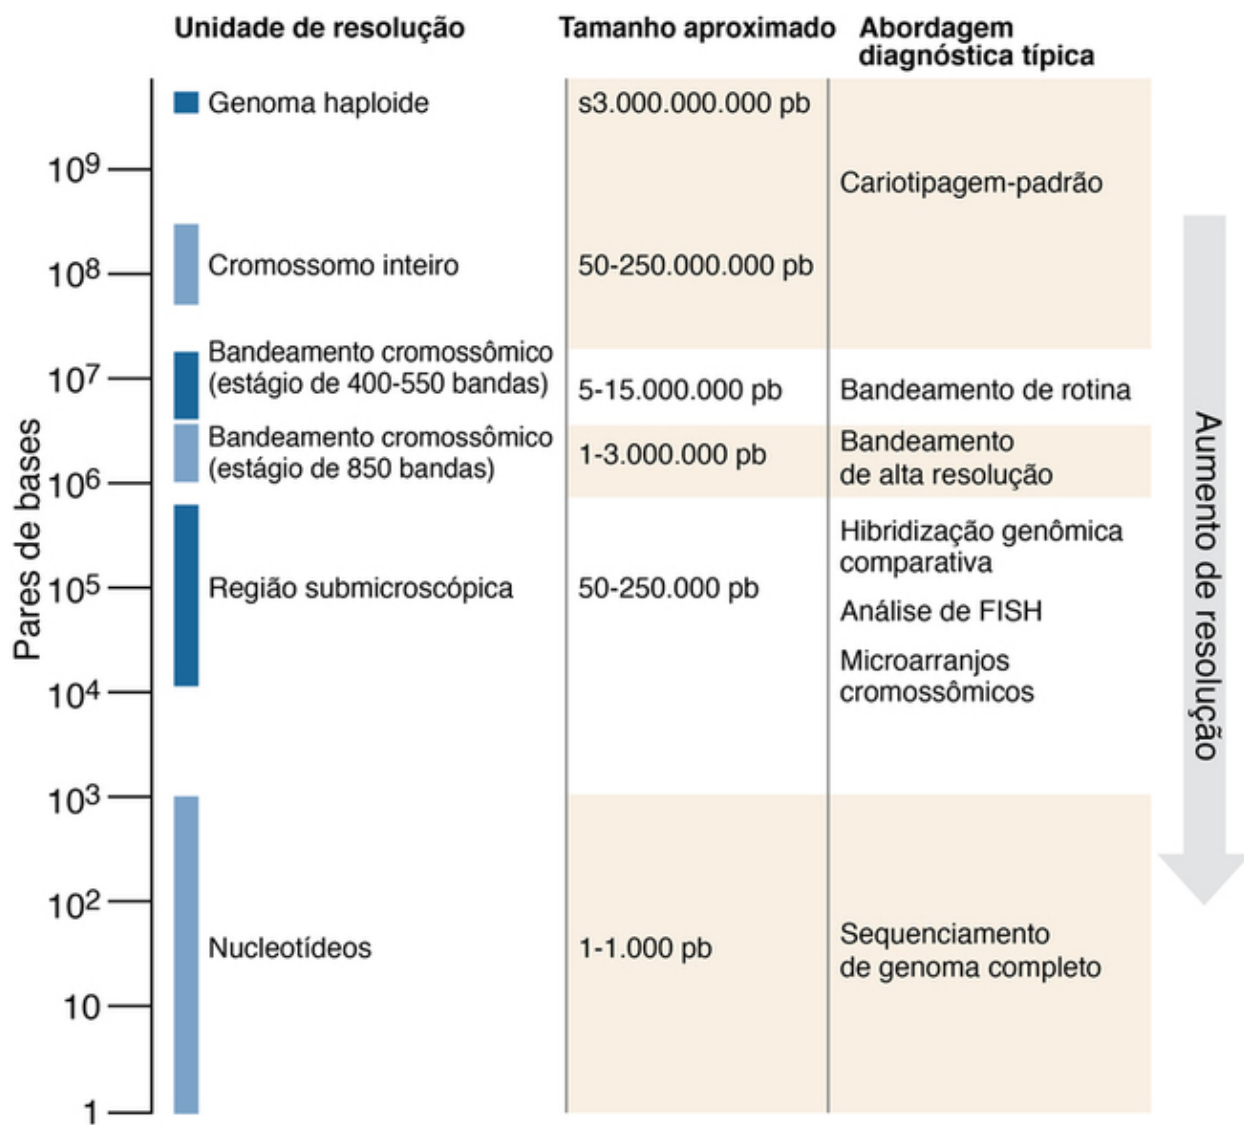 Unidade de resolução
Tamanho aproximado
Abordagem
diagnóstica típica
Genoma haploide
s3.000.000.000 pb
Cariotipagem-padrão
Cromossomo inteiro
50-250.000.000 pb
Bandeamento cromossômico
(estágio de 400-550 bandas)
5-15.000.000 pb
Bandeamento de rotina
Bandeamento cromossômico
(estágio de 850 bandas)
1-3.000.000 pb
Bandeamento
de alta resolução
Região submicroscópica
50-250.000 pb
Hibridização genômica
comparativa
Análise de FISH
Microarranjos
cromossômicos
Nucleotídeos
1-1.000 pb
Sequenciamento
de genoma completo
Pares de bases
10⁹
10⁸
10⁷
10⁶
10⁵
10⁴
10³
10²
10
1
Aumento de resolução